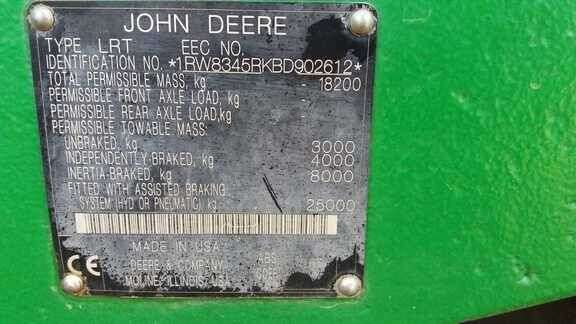 JOHN DEERE
TYPE LRT EEC NO.
IDENTIFICATION NO. *1RW8345RKBD902612*
TOTAL PERMISSIBLE MASS, kg 18200
PERMISSIBLE FRONT AXLE LOAD, kg
PERMISSIBLE REAR AXLE LOAD,kg
PERMISSIBLE TOWABLE MASS:
UNBRAKED, kg 3000
INDEPENDENTLY-BRAKED, kg 4000
INERTIA-BRAKED, kg 8000
FITTED WITH ASSISTED BRAKING
SYSTEM (HYD OR PNEUMATIC) kg 25000
MADE IN USA
CE DEERE & COMPANY
MOLINE, ILLINOIS, USA